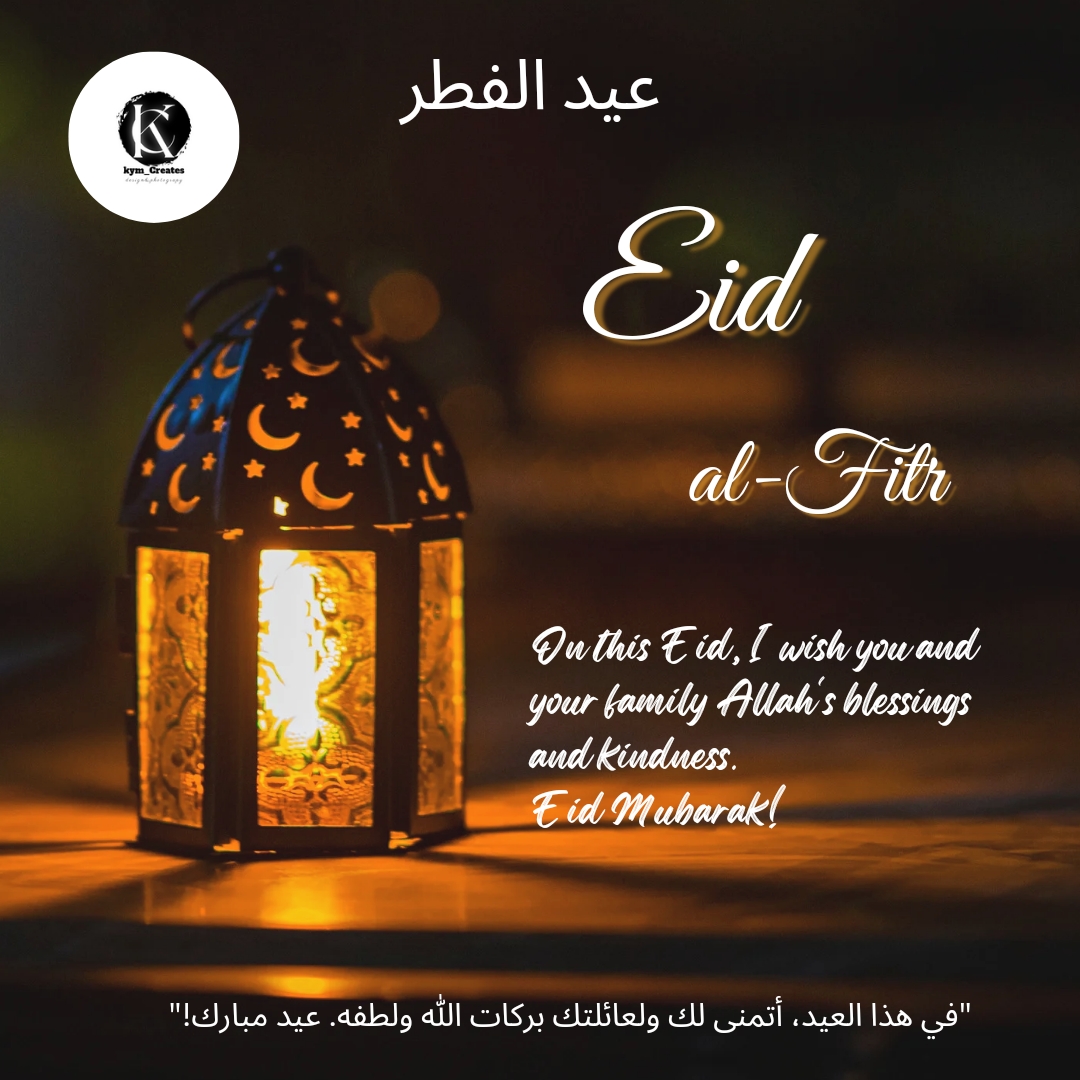 عيد الفطر
KC
kym_Creates
Eid
al-Fitr
On this Eid, I wish you and
your family Allah's blessings
and kindness.
Eid Mubarak!
"في هذا العيد، أتمنى لك ولعائلتك بركات الله ولطفه. عيد مبارك!"